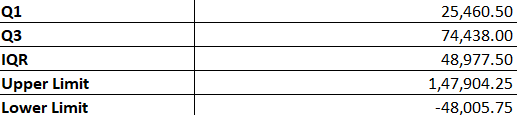 Q1 25,460.50
Q3 74,438.00
IQR 48,977.50
Upper Limit 1,47,904.25
Lower Limit -48,005.75